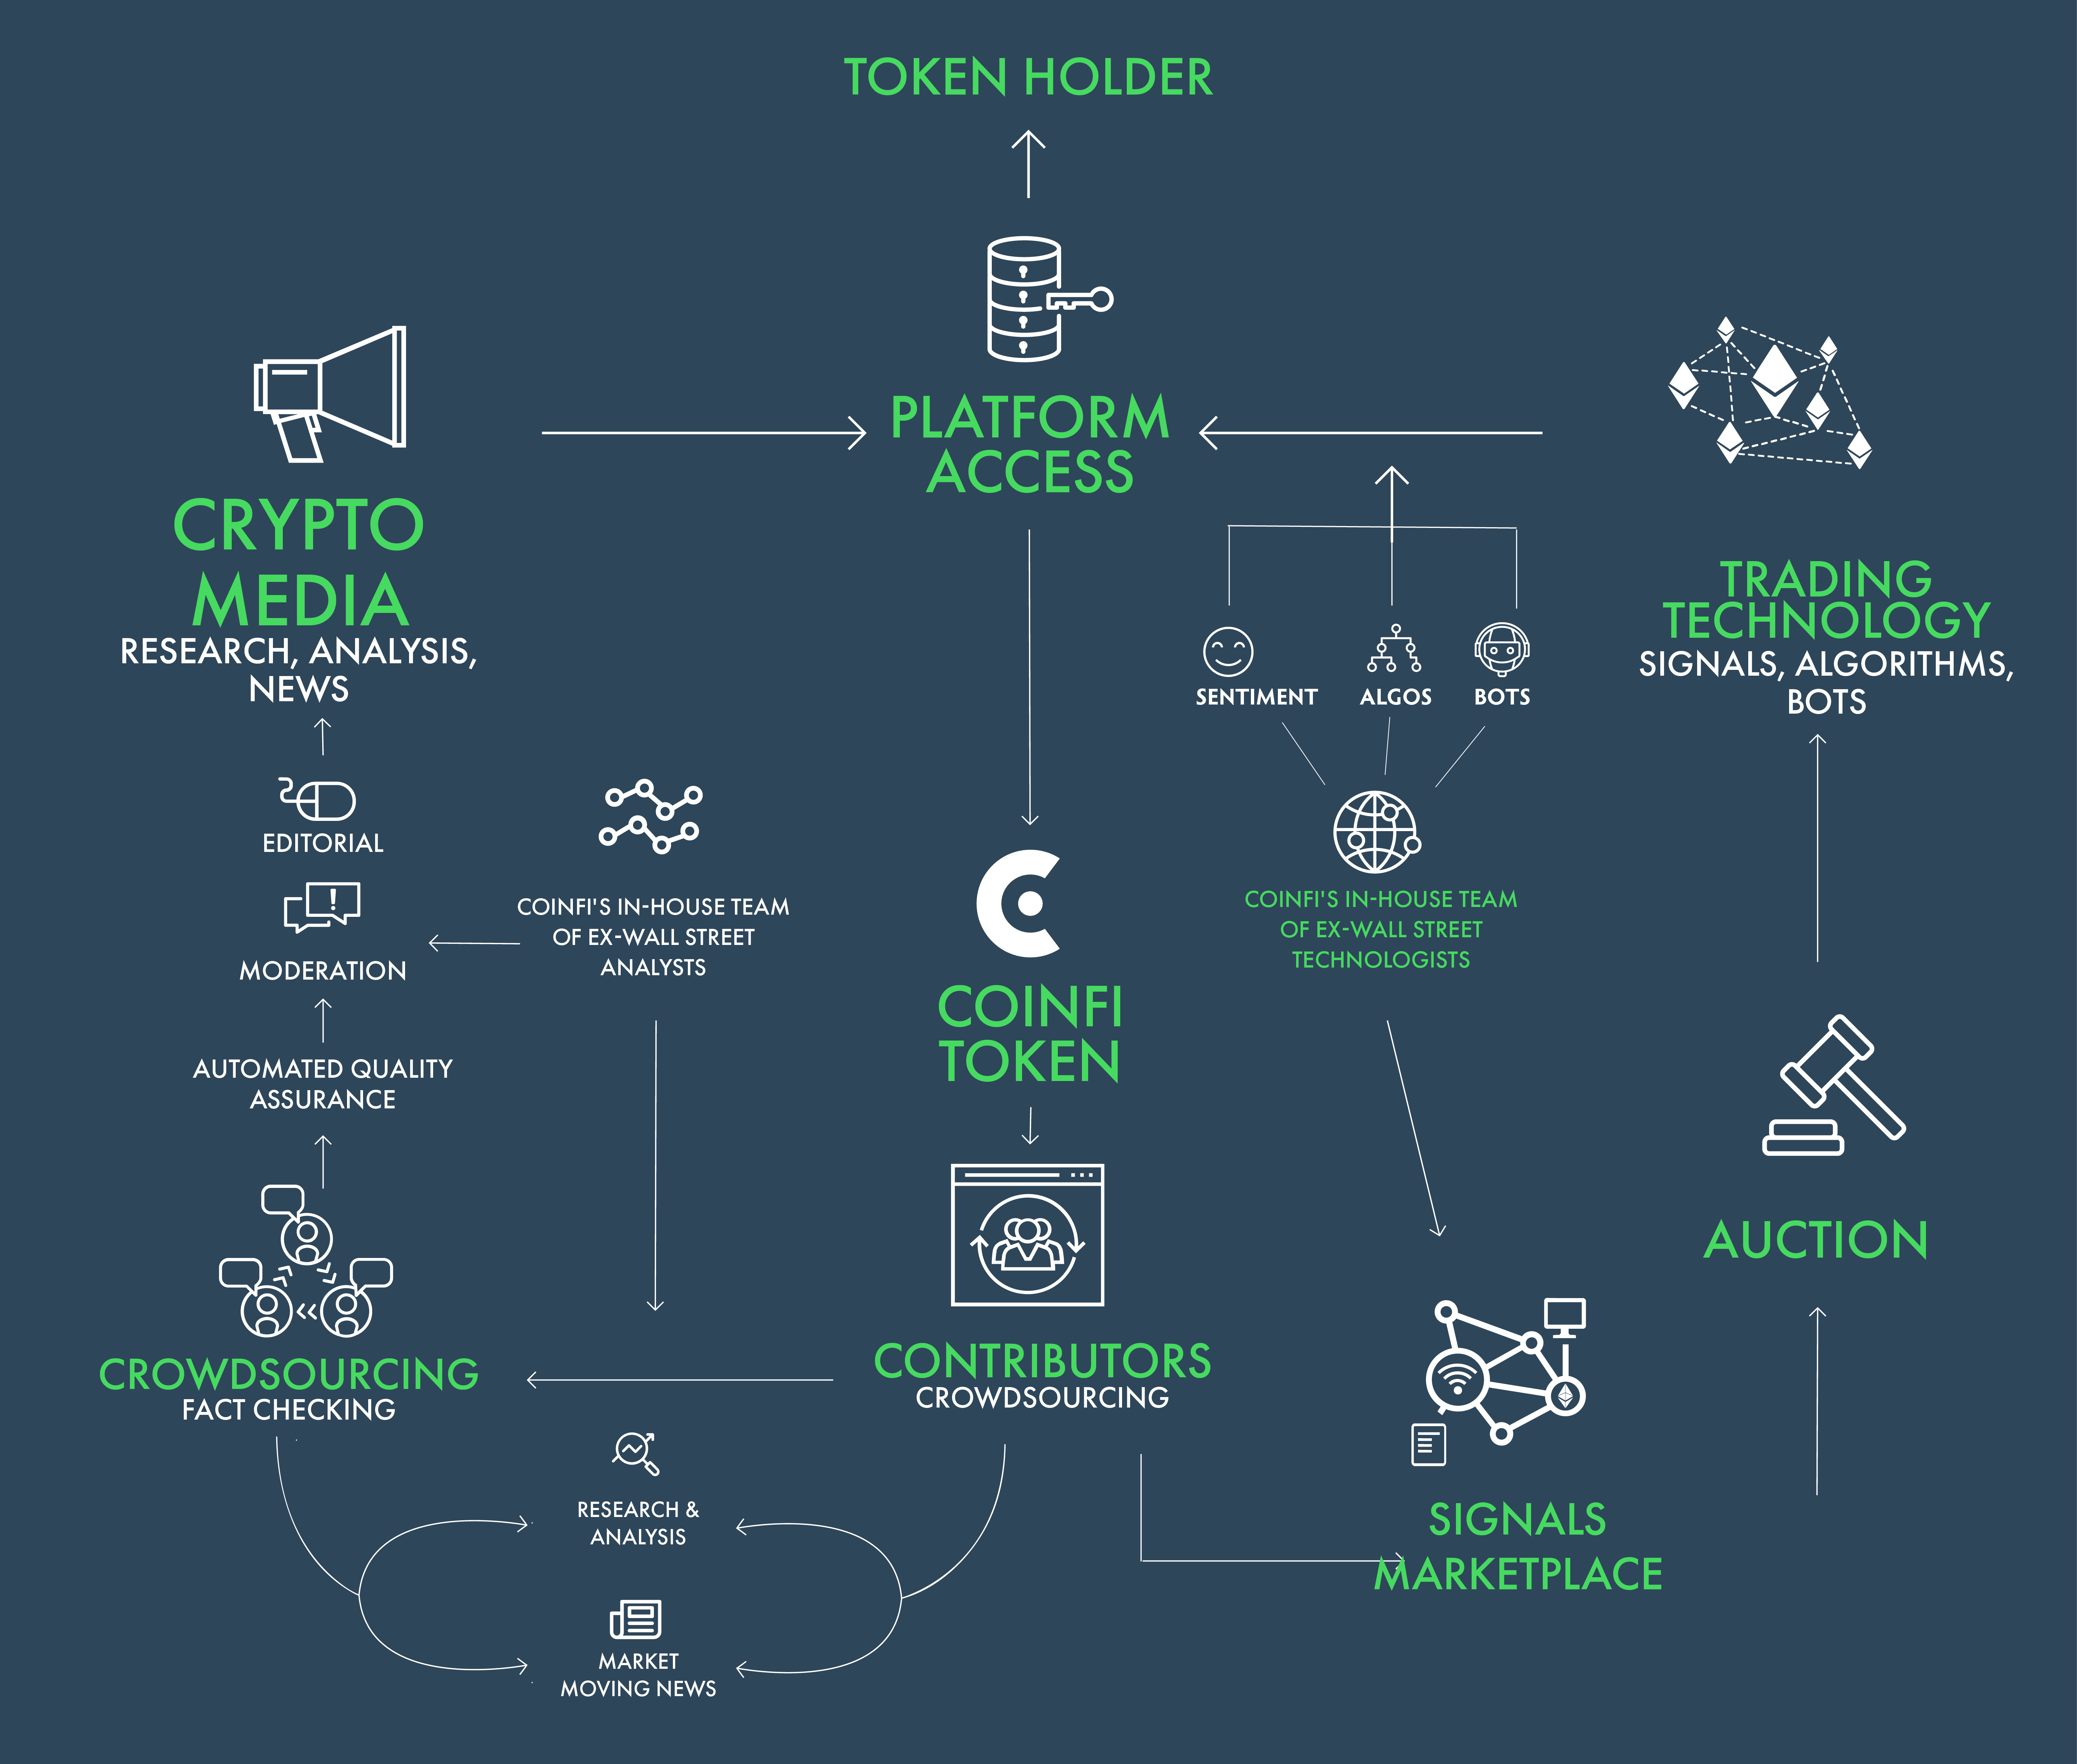 TOKEN HOLDER
PLATFORM
ACCESS
CRYPTO
MEDIA
RESEARCH, ANALYSIS,
NEWS
TRADING
TECHNOLOGY
SIGNALS, ALGORITHMS,
BOTS
SENTIMENT
ALGOS
BOTS
EDITORIAL
MODERATION
COINFI'S IN-HOUSE TEAM
OF EX-WALL STREET
ANALYSTS
COINFI'S IN-HOUSE TEAM
OF EX-WALL STREET
TECHNOLOGISTS
COINFI
TOKEN
AUTOMATED QUALITY
ASSURANCE
AUCTION
CROWDSOURCING
FACT CHECKING
CONTRIBUTORS
CROWDSOURCING
RESEARCH &
ANALYSIS
SIGNALS
MARKETPLACE
MARKET
MOVING NEWS